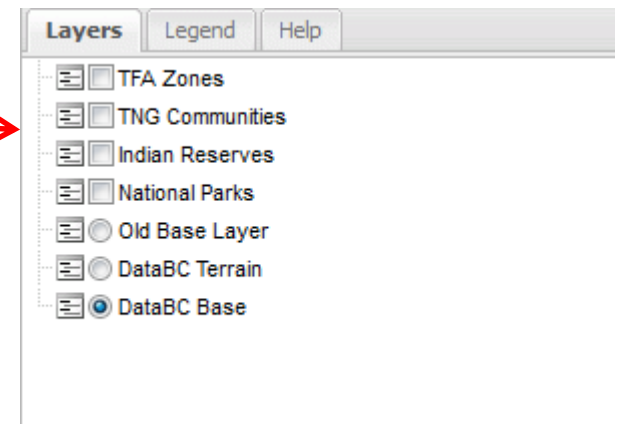 Layers Legend Help
TFA Zones
TNG Communities
Indian Reserves
National Parks
Old Base Layer
DataBC Terrain
DataBC Base